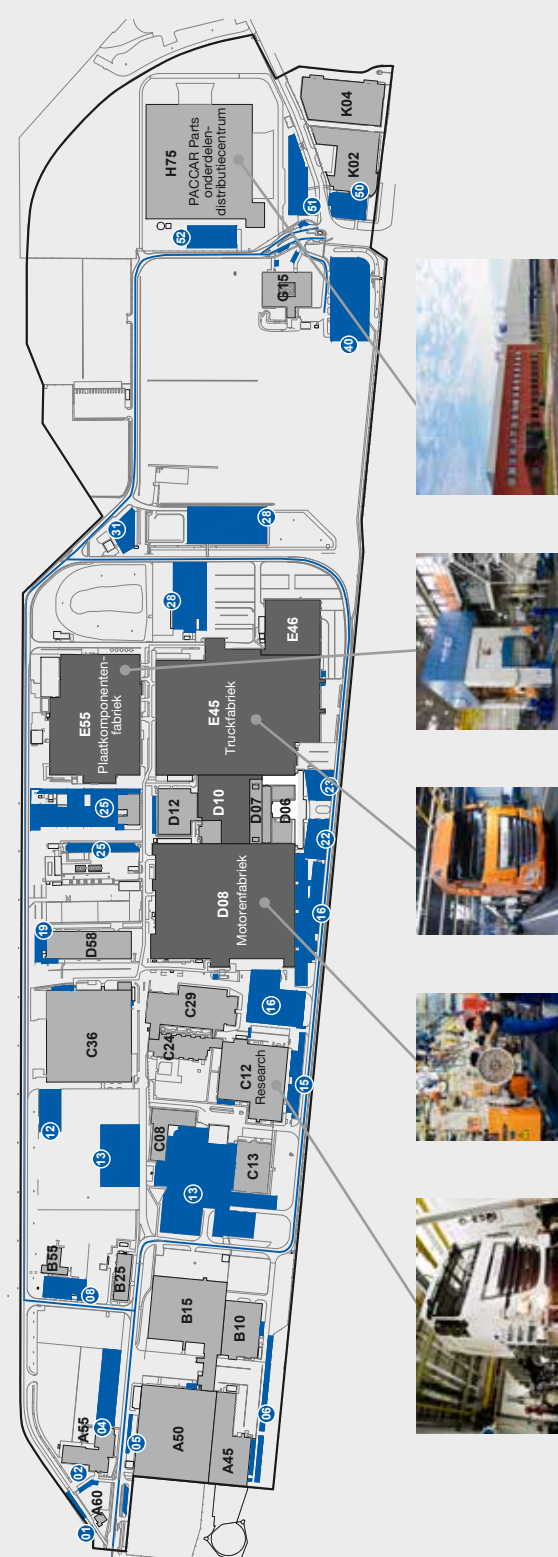 01
02
A60
A55
04
05
A50
A45
06
08
B55
B25
B15
B10
12
13
C36
C08
13
C13
C24
C29
C12
Research
15
16
19
D58
25
25
D12
D10
D08
Motorenfabriek
D07
D06
16
22
23
E55
Plaatkomponenten-
fabriek
E45
Truckfabriek
E46
28
28
31
52
H75
PACCAR Parts
onderdelen-
distributiecentrum
G15
51
40
50
K02
K04